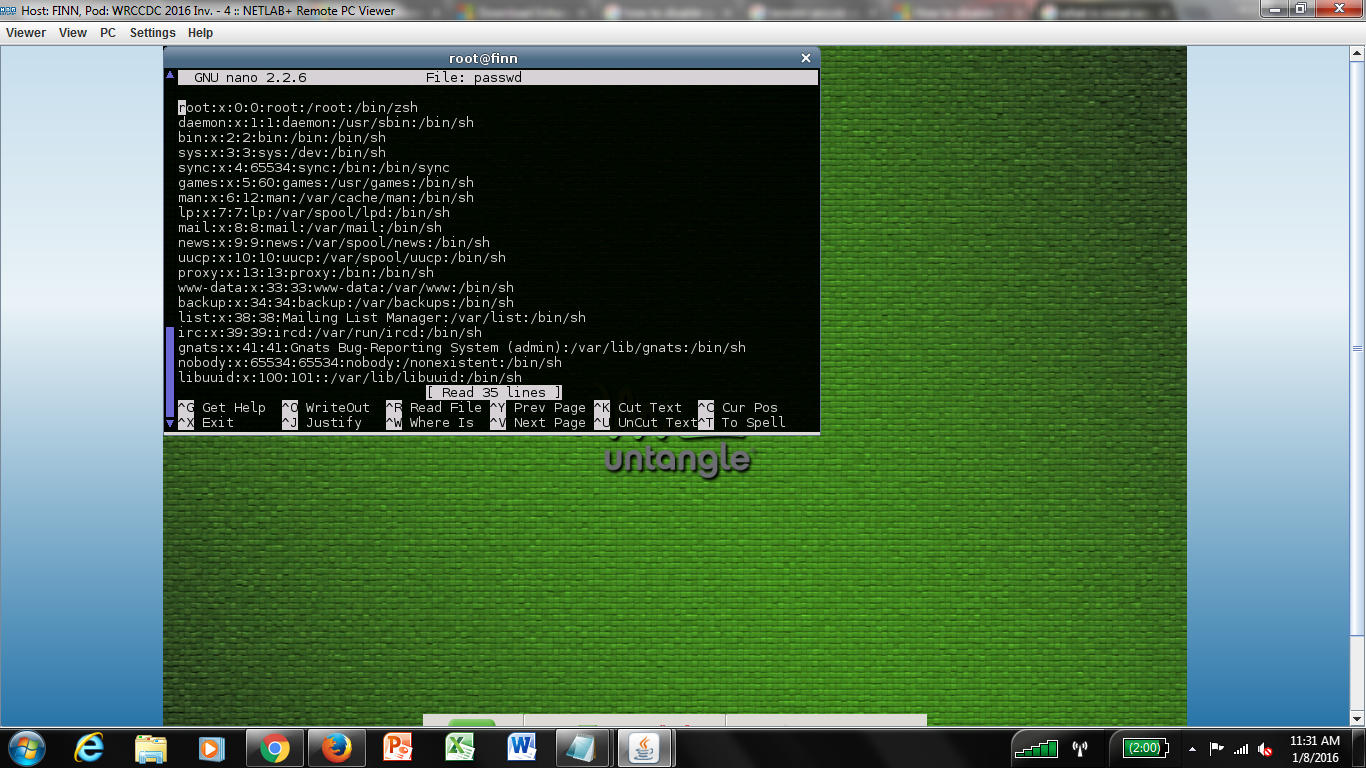 Host: FINN, Pod: WRCCDC 2016 Inv. - 4 :: NETLAB+ Remote PC Viewer
Viewer View PC Settings Help
root@finn
GNU nano 2.2.6 File: passwd
root:x:0:0:root:/root:/bin/zsh
daemon:x:1:1:daemon:/usr/sbin:/bin/sh
bin:x:2:2:bin:/bin:/bin/sh
sys:x:3:3:sys:/dev:/bin/sh
sync:x:4:65534:sync:/bin:/bin/sync
games:x:5:60:games:/usr/games:/bin/sh
man:x:6:12:man:/var/cache/man:/bin/sh
lp:x:7:7:lp:/var/spool/lpd:/bin/sh
mail:x:8:8:mail:/var/mail:/bin/sh
news:x:9:9:news:/var/spool/news:/bin/sh
uucp:x:10:10:uucp:/var/spool/uucp:/bin/sh
proxy:x:13:13:proxy:/bin:/bin/sh
www-data:x:33:33:www-data:/var/www:/bin/sh
backup:x:34:34:backup:/var/backups:/bin/sh
list:x:38:38:Mailing List Manager:/var/list:/bin/sh
irc:x:39:39:ircd:/var/run/ircd:/bin/sh
gnats:x:41:41:Gnats Bug-Reporting System (admin):/var/lib/gnats:/bin/sh
nobody:x:65534:65534:nobody:/nonexistent:/bin/sh
libuuid:x:100:101::/var/lib/libuuid:/bin/sh
[ Read 35 lines ]
^G Get Help ^O WriteOut ^R Read File ^Y Prev Page ^K Cut Text ^C Cur Pos
^X Exit ^J Justify ^W Where Is ^V Next Page ^U UnCut Text ^T To Spell
untangle
(2:00)
11:31 AM
1/8/2016